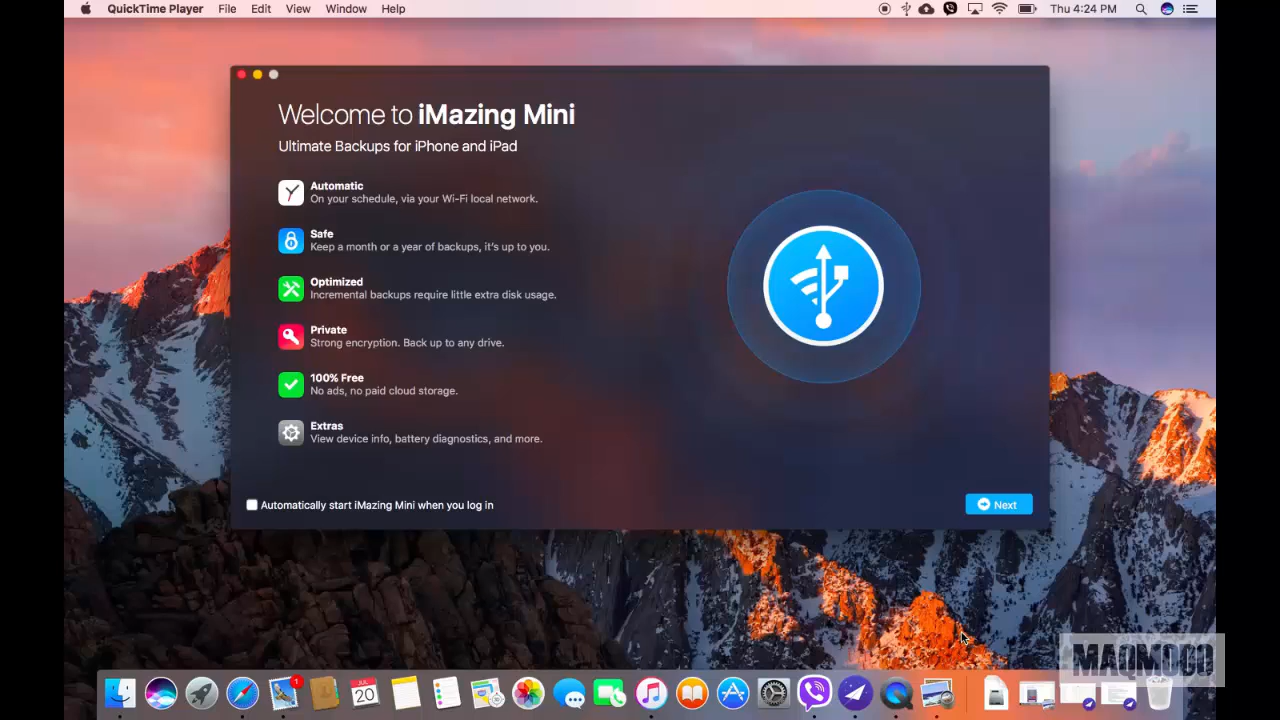 QuickTime Player File Edit View Window Help Thu 4:24 PM
Welcome to iMazing Mini
Ultimate Backups for iPhone and iPad
Automatic
On your schedule, via your Wi-Fi local network.
Safe
Keep a month or a year of backups, it's up to you.
Optimized
Incremental backups require little extra disk usage.
Private
Strong encryption. Back up to any drive.
100% Free
No ads, no paid cloud storage.
Extras
View device info, battery diagnostics, and more.
Automatically start iMazing Mini when you log in
Next
MAQMOGO
1
JUL
20